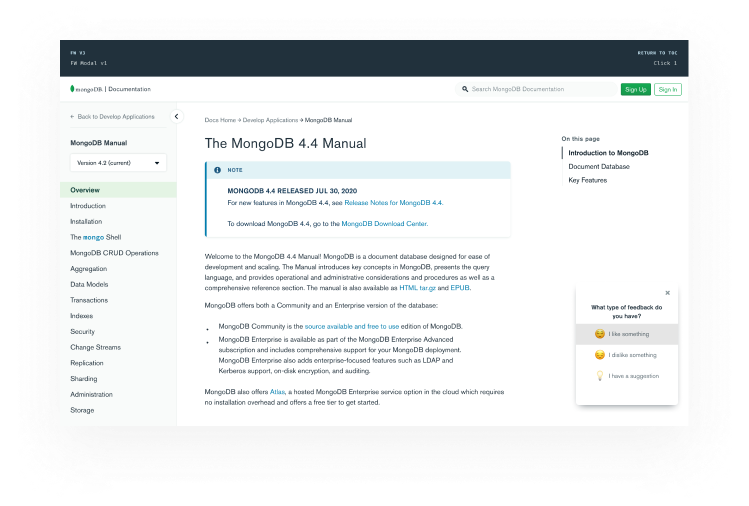 FW V3
FW Modal v1
RETURN TO TOC
Click 1
mongoDB | Documentation
Search MongoDB Documentation
Sign Up
Sign In
← Back to Develop Applications
MongoDB Manual
Version 4.2 (current)
Overview
Introduction
Installation
The mongo Shell
MongoDB CRUD Operations
Aggregation
Data Models
Transactions
Indexes
Security
Change Streams
Replication
Sharding
Administration
Storage
Docs Home → Develop Applications → MongoDB Manual
The MongoDB 4.4 Manual
NOTE
MONGODB 4.4 RELEASED JUL 30, 2020
For new features in MongoDB 4.4, see Release Notes for MongoDB 4.4.
To download MongoDB 4.4, go to the MongoDB Download Center.
Welcome to the MongoDB 4.4 Manual! MongoDB is a document database designed for ease of
development and scaling. The Manual introduces key concepts in MongoDB, presents the query
language, and provides operational and administrative considerations and procedures as well as a
comprehensive reference section. The manual is also available as HTML tar.gz and EPUB.
MongoDB offers both a Community and an Enterprise version of the database:
• MongoDB Community is the source available and free to use edition of MongoDB.
• MongoDB Enterprise is available as part of the MongoDB Enterprise Advanced
subscription and includes comprehensive support for your MongoDB deployment.
MongoDB Enterprise also adds enterprise-focused features such as LDAP and
Kerberos support, on-disk encryption, and auditing.
MongoDB also offers Atlas, a hosted MongoDB Enterprise service option in the cloud which requires
no installation overhead and offers a free tier to get started.
On this page
Introduction to MongoDB
Document Database
Key Features
What type of feedback do
you have?
I like something
I dislike something
I have a suggestion